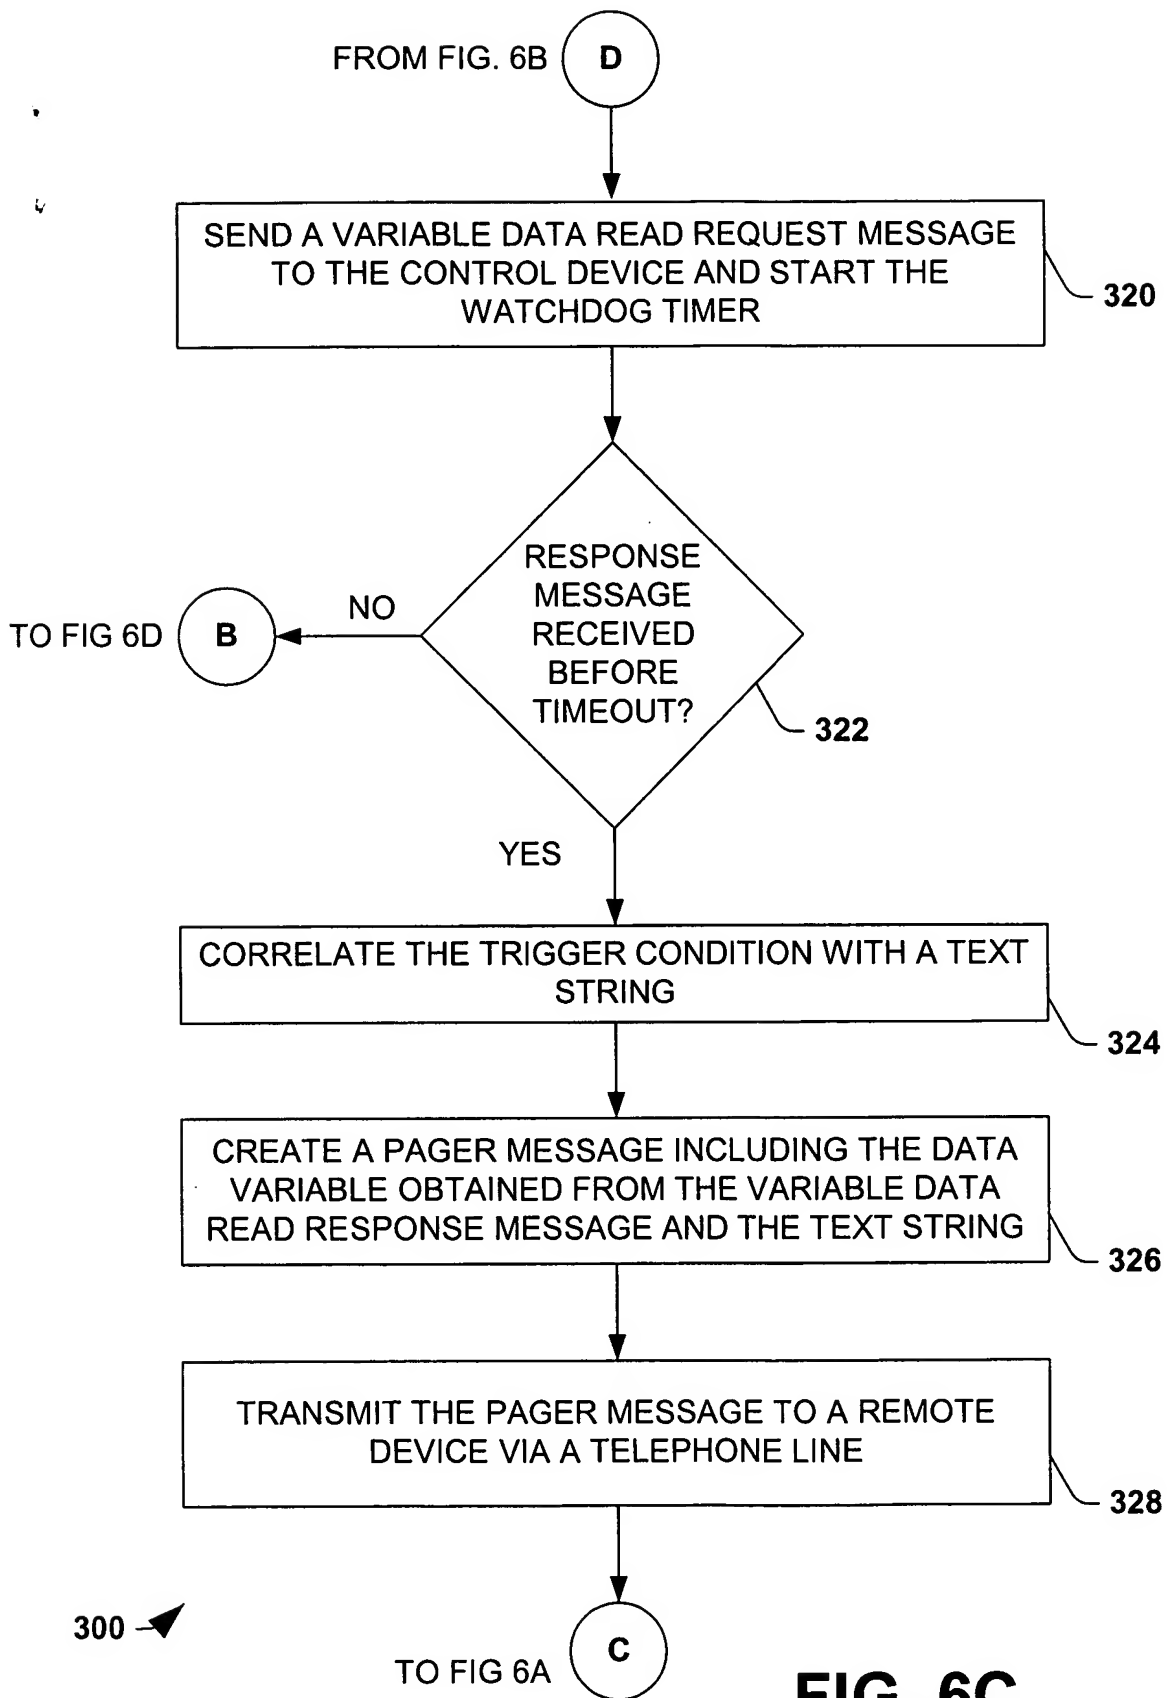 FROM FIG. 6B
D
SEND A VARIABLE DATA READ REQUEST MESSAGE
TO THE CONTROL DEVICE AND START THE
WATCHDOG TIMER
320
RESPONSE
MESSAGE
RECEIVED
BEFORE
TIMEOUT?
322
NO
TO FIG 6D
B
YES
CORRELATE THE TRIGGER CONDITION WITH A TEXT
STRING
324
CREATE A PAGER MESSAGE INCLUDING THE DATA
VARIABLE OBTAINED FROM THE VARIABLE DATA
READ RESPONSE MESSAGE AND THE TEXT STRING
326
TRANSMIT THE PAGER MESSAGE TO A REMOTE
DEVICE VIA A TELEPHONE LINE
328
300
TO FIG 6A
C
FIG. 6C